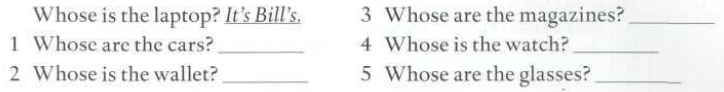 Whose is the laptop? It's Bill's.
1 Whose are the cars? ________
2 Whose is the wallet? ________
3 Whose are the magazines? ________
4 Whose is the watch? ________
5 Whose are the glasses? ________